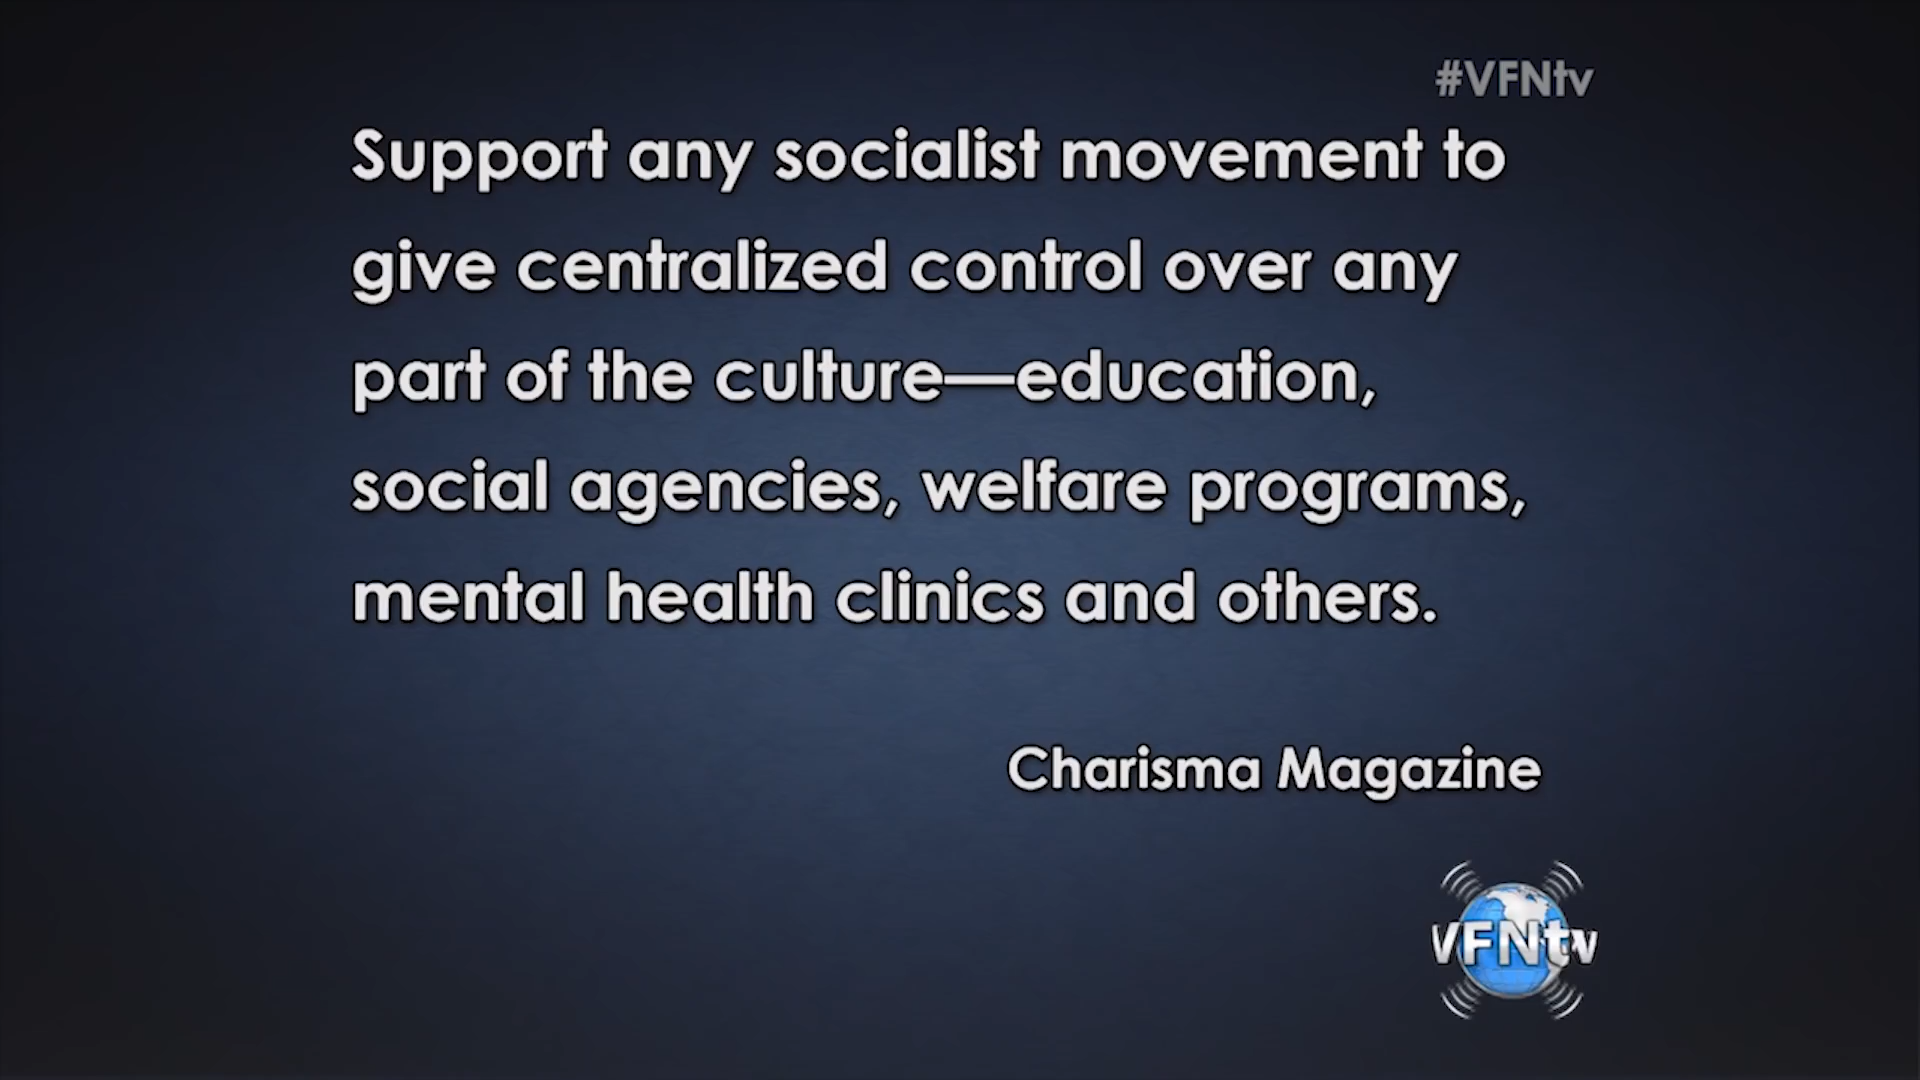 #VFNtv
Support any socialist movement to
give centralized control over any
part of the culture—education,
social agencies, welfare programs,
mental health clinics and others.
Charisma Magazine
VFNtv